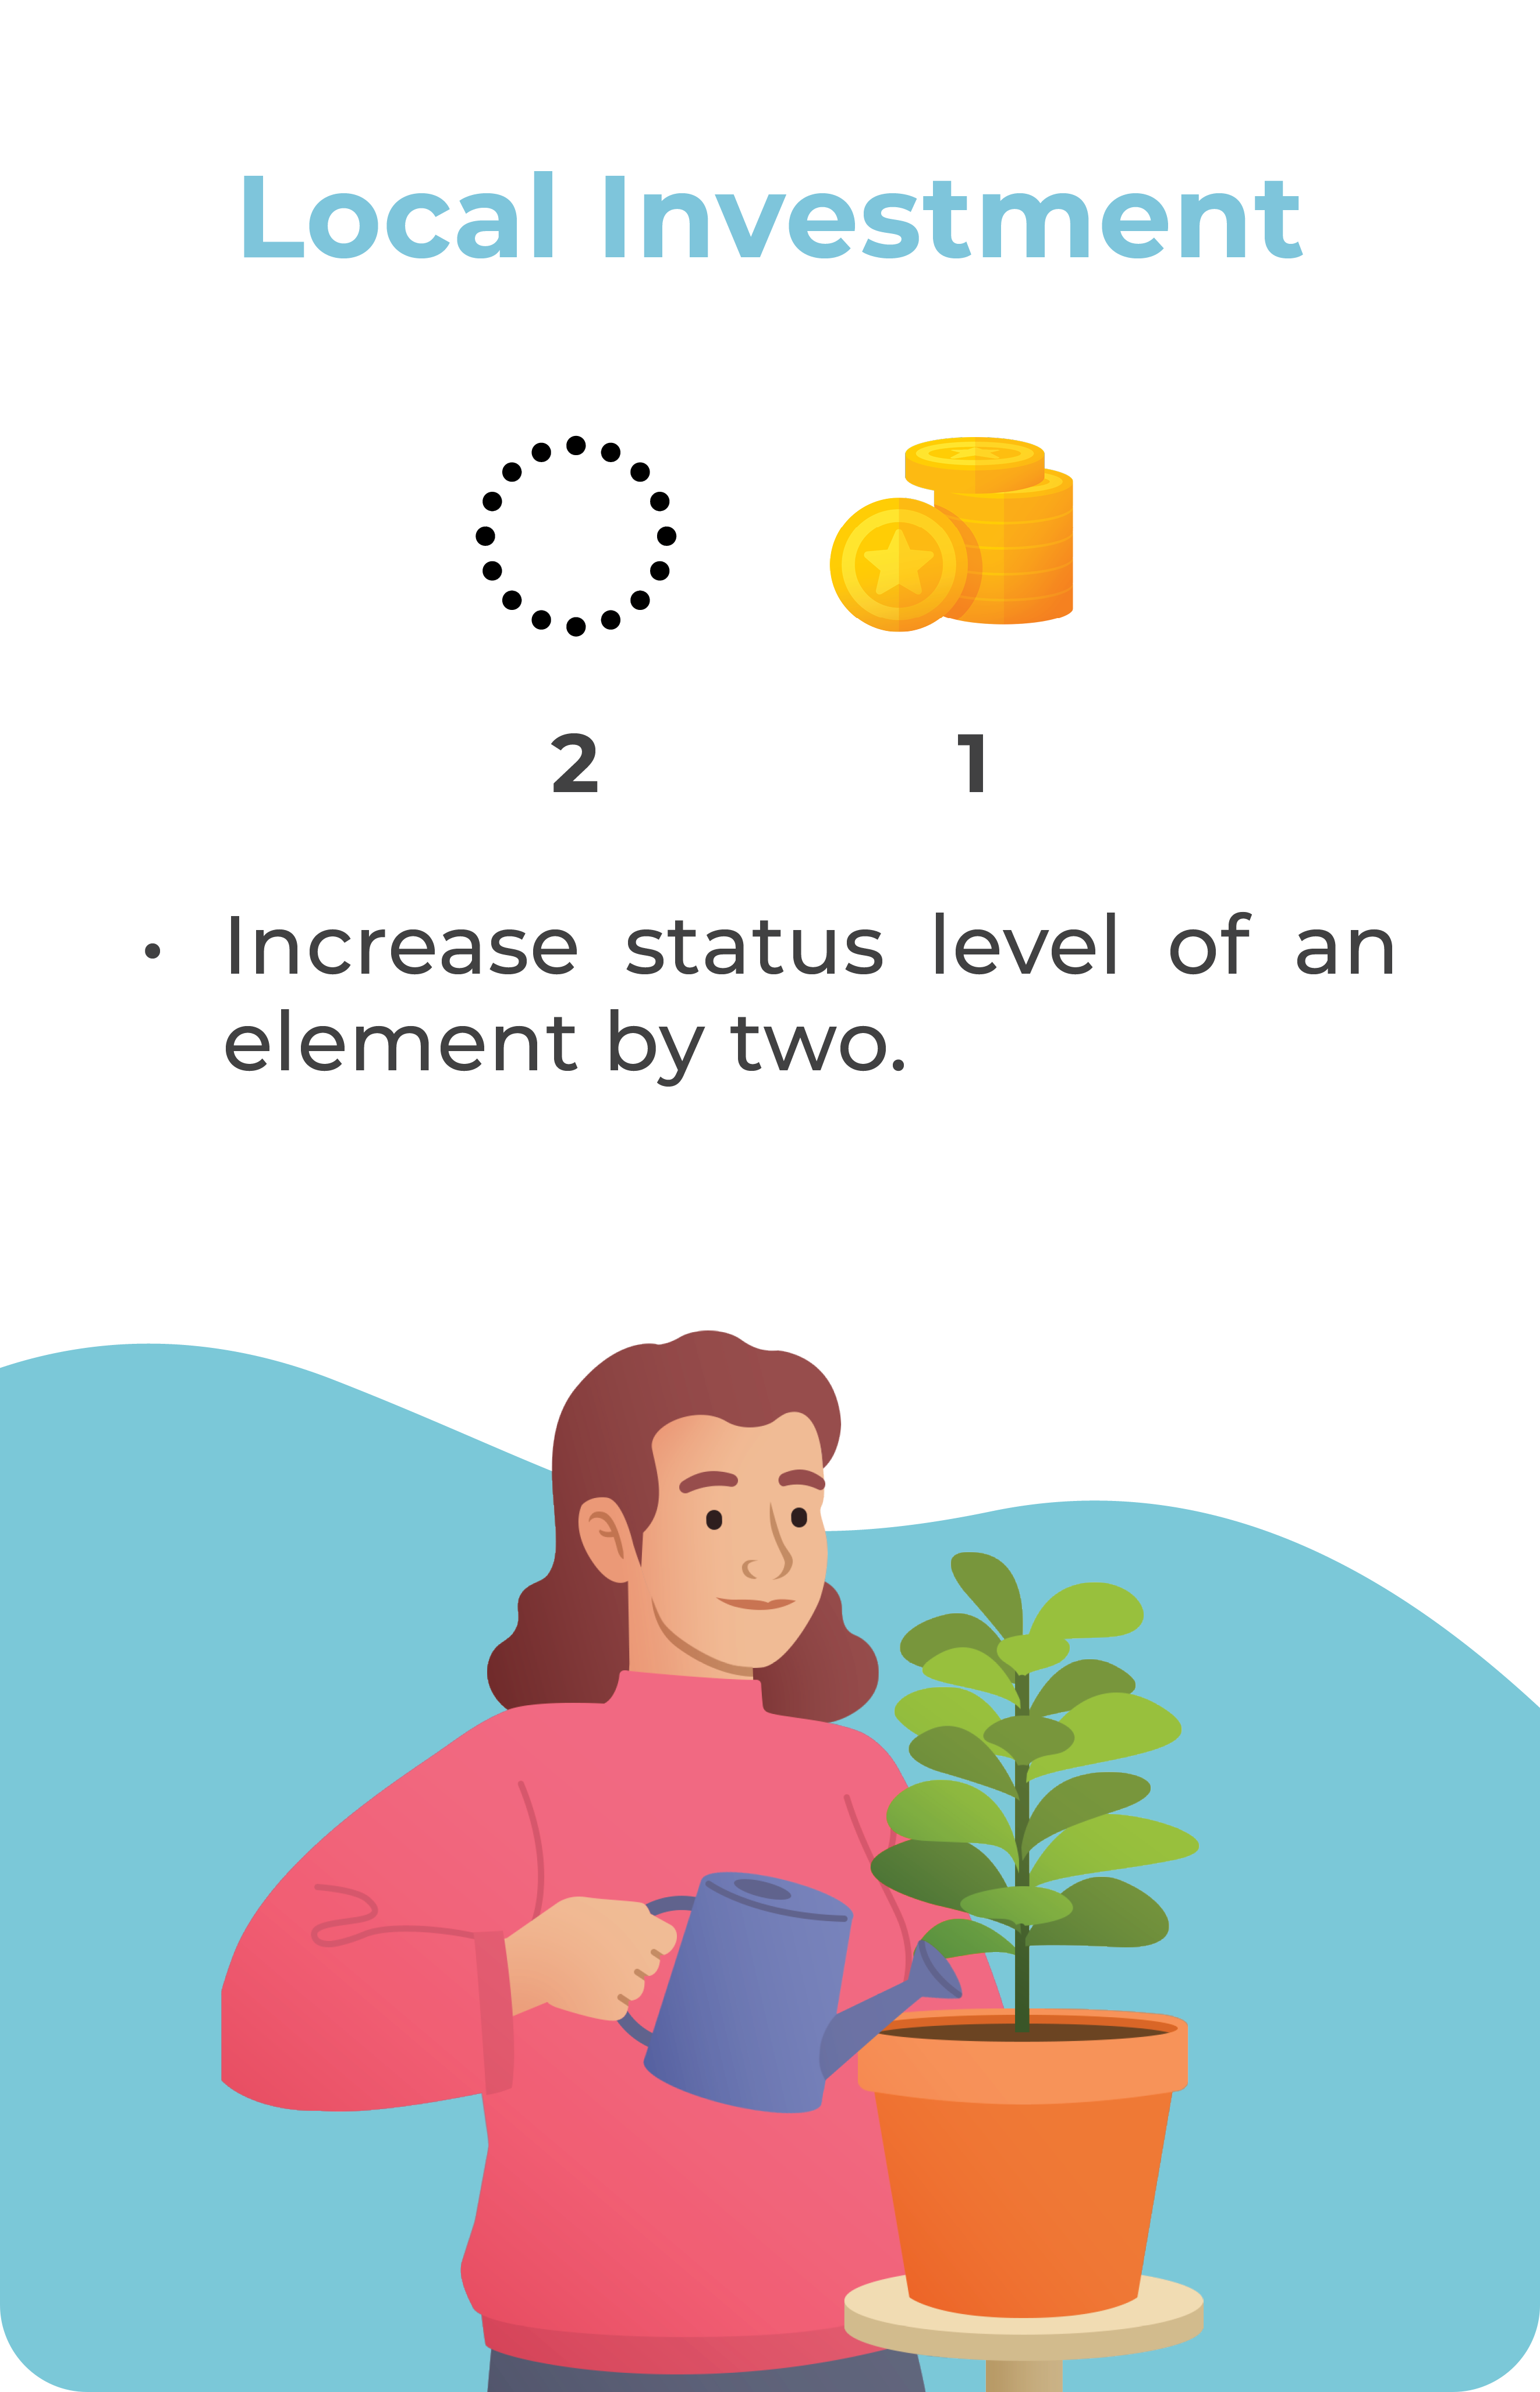 Local Investment
2 1
• Increase status level of an
element by two.